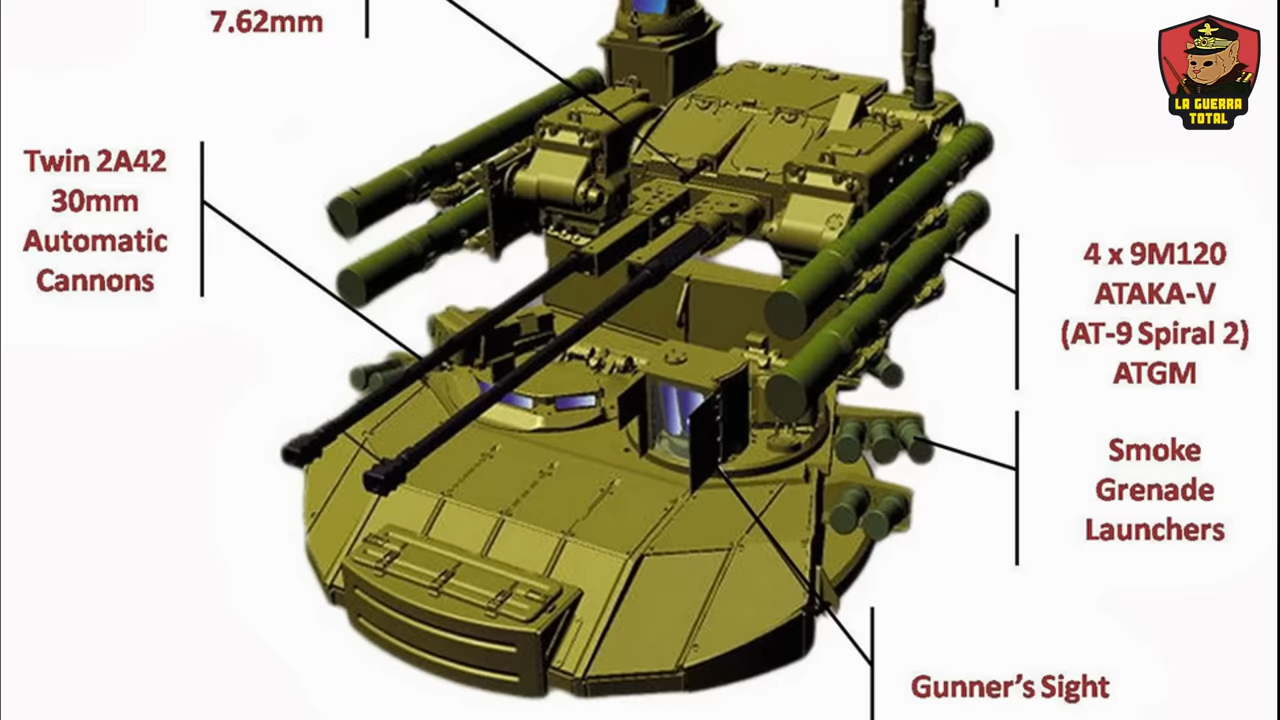 7.62mm
LA GUERRA
TOTAL
Twin 2A42
30mm
Automatic
Cannons
4 x 9M120
ATAKA-V
(AT-9 Spiral 2)
ATGM
Smoke
Grenade
Launchers
Gunner's Sight